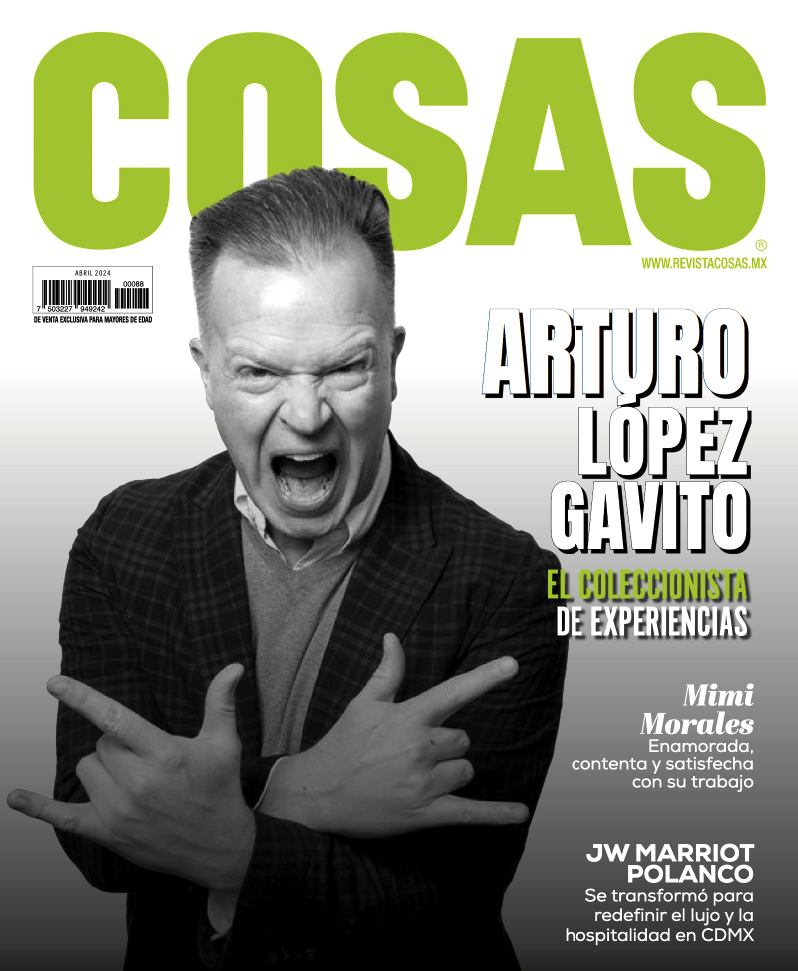 COSAS
®
WWW.REVISTACOSAS.MX
ABRIL 2024
00088
7 503227 949242
DE VENTA EXCLUSIVA PARA MAYORES DE EDAD
ARTURO
LÓPEZ
GAVITO
EL COLECCIONISTA
DE EXPERIENCIAS
Mimi
Morales
Enamorada,
contenta y satisfecha
con su trabajo
JW MARRIOT
POLANCO
Se transformó para
redefinir el lujo y la
hospitalidad en CDMX